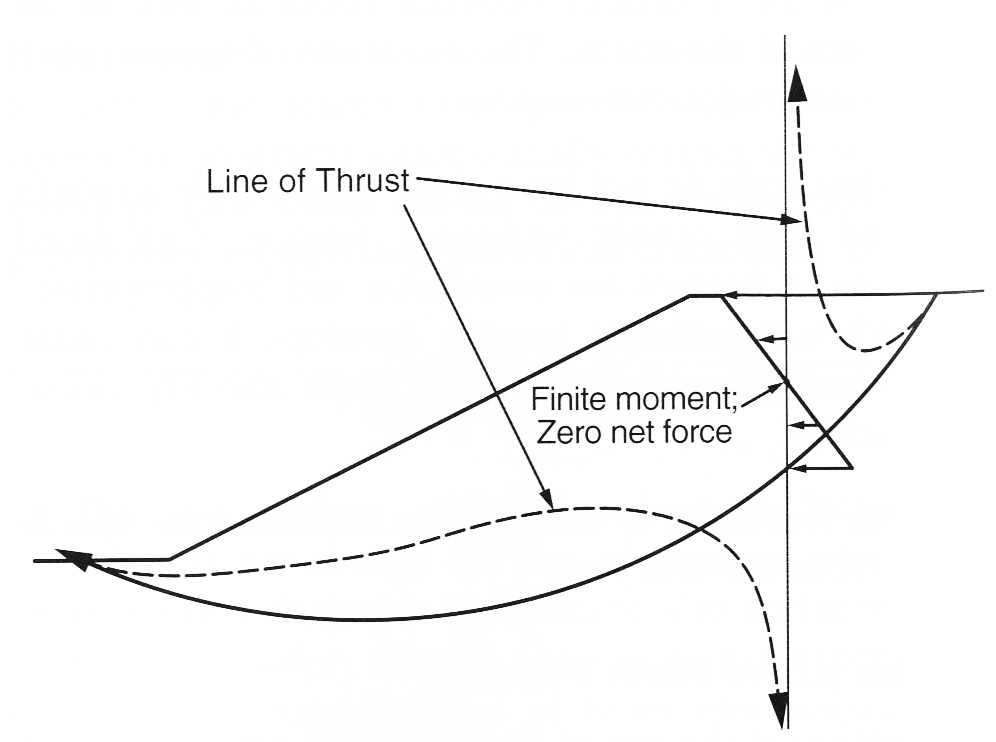 Line of Thrust
Finite moment;
Zero net force